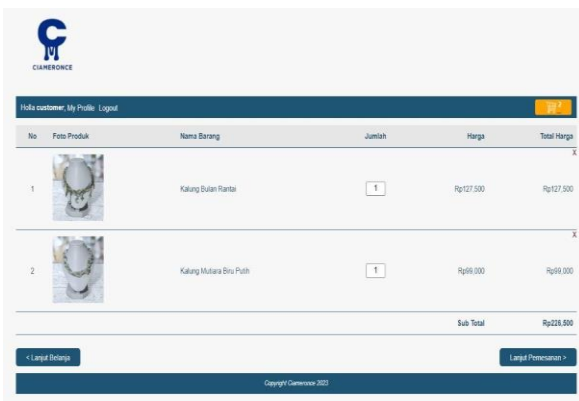 CIAMERONCE
Holla customer, My Profile Logout
No Foto Produk Nama Barang Jumlah Harga Total Harga
X
1 Kalung Bulan Rantai 1 Rp127,500 Rp127,500
X
2 Kalung Mutiara Biru Putih 1 Rp99,000 Rp99,000
Sub Total Rp226,500
< Lanjut Belanja Lanjut Pemesanan >
Copyright Ciameronce 2023